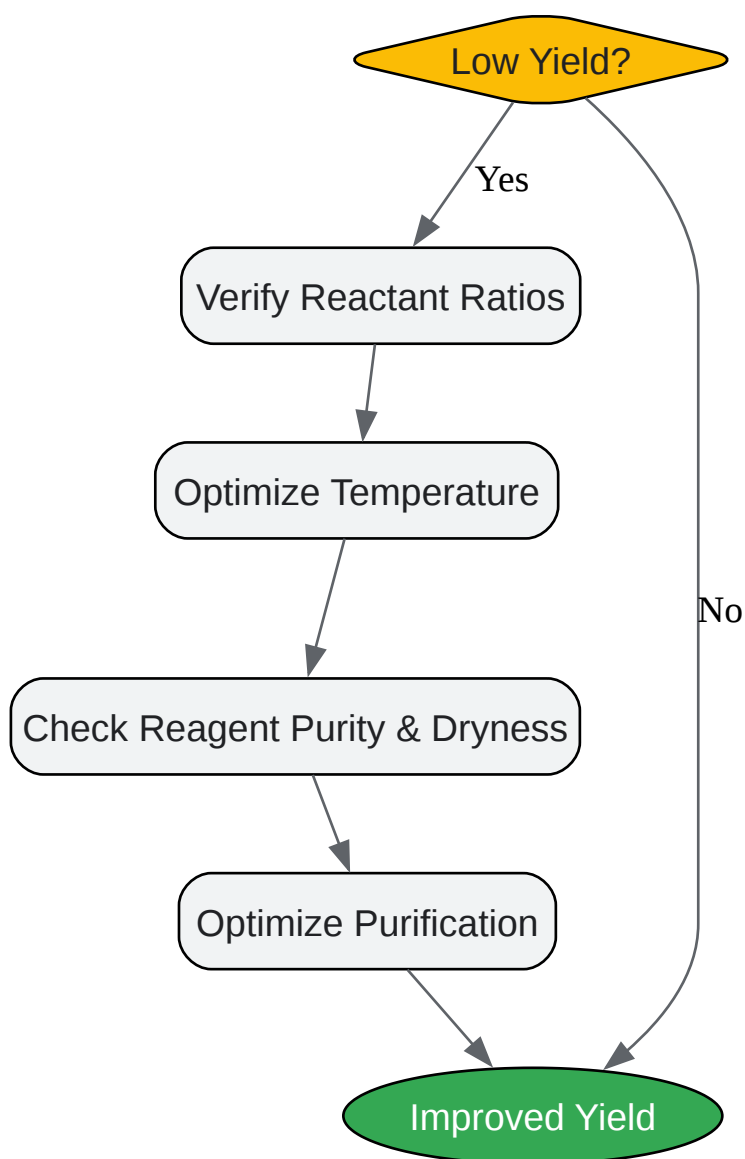 Low Yield?
Yes
Verify Reactant Ratios
Optimize Temperature
No
Check Reagent Purity & Dryness
Optimize Purification
Improved Yield